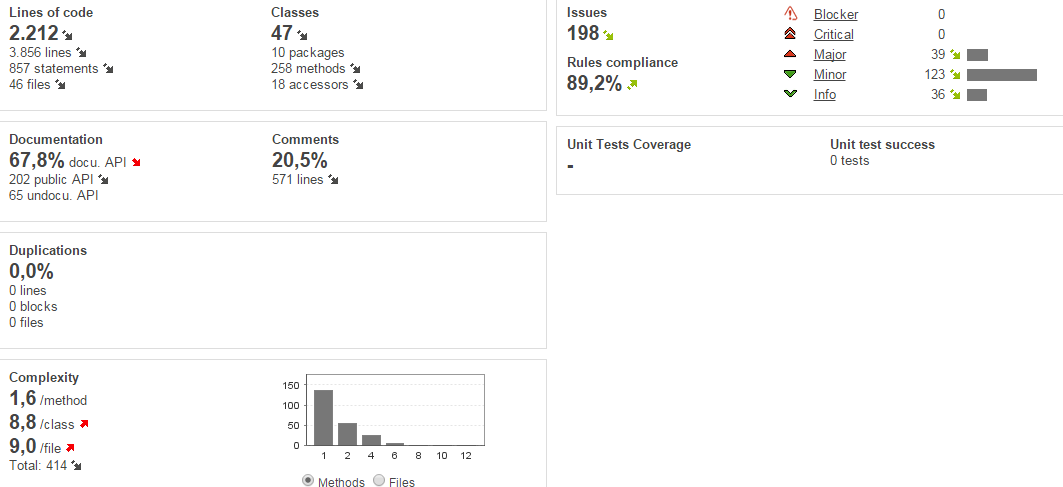 Lines of code
2.212
3.856 lines
857 statements
46 files
Classes
47
10 packages
258 methods
18 accessors
Documentation
67,8% docu. API
202 public API
65 undocu. API
Comments
20,5%
571 lines
Duplications
0,0%
0 lines
0 blocks
0 files
Complexity
1,6 /method
8,8 /class
9,0 /file
Total: 414
150
100
50
0
1 2 4 6 8 10 12
Methods Files
Issues
198
Rules compliance
89,2%
Blocker 0
Critical 0
Major 39
Minor 123
Info 36
Unit Tests Coverage
-
Unit test success
0 tests